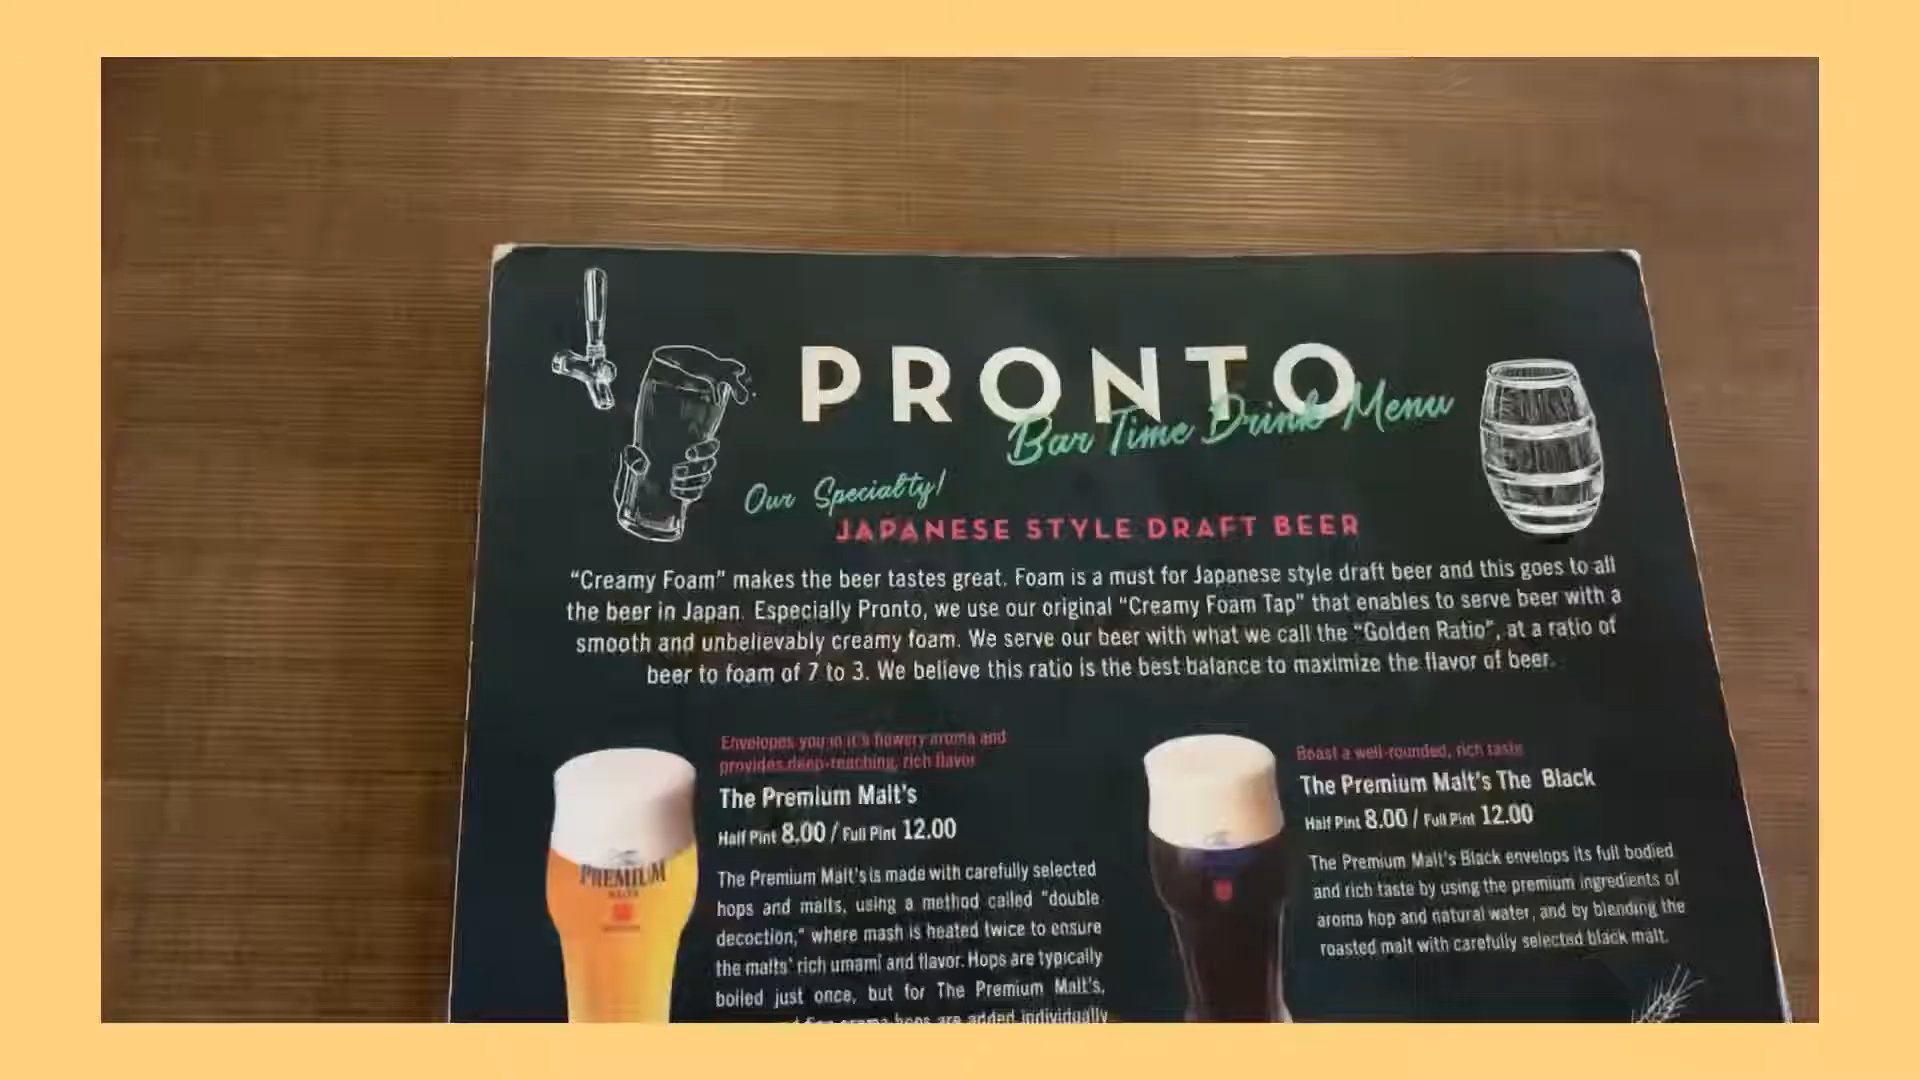 PRONTO
Bar Time Drink Menu
Our Specialty!
JAPANESE STYLE DRAFT BEER
"Creamy Foam" makes the beer tastes great. Foam is a must for Japanese style draft beer and this goes to all
the beer in Japan. Especially Pronto, we use our original "Creamy Foam Tap" that enables to serve beer with a
smooth and unbelievably creamy foam. We serve our beer with what we call the "Golden Ratio", at a ratio of
beer to foam of 7 to 3. We believe this ratio is the best balance to maximize the flavor of beer.
Envelopes you in it's flowery aroma and
provides deep-reaching, rich flavor
The Premium Malt's
Half Pint 8.00 / Full Pint 12.00
The Premium Malt's is made with carefully selected
hops and malts, using a method called "double
decoction," where mash is heated twice to ensure
the malts' rich umami and flavor. Hops are typically
boiled just once, but for The Premium Malt's,
hops are added individually
PREMIUM
MALT'S
Boast a well-rounded, rich taste
The Premium Malt's The Black
Half Pint 8.00 / Full Pint 12.00
The Premium Malt's Black envelops its full bodied
and rich taste by using the premium ingredients of
aroma hop and natural water, and by blending the
roasted malt with carefully selected black malt.